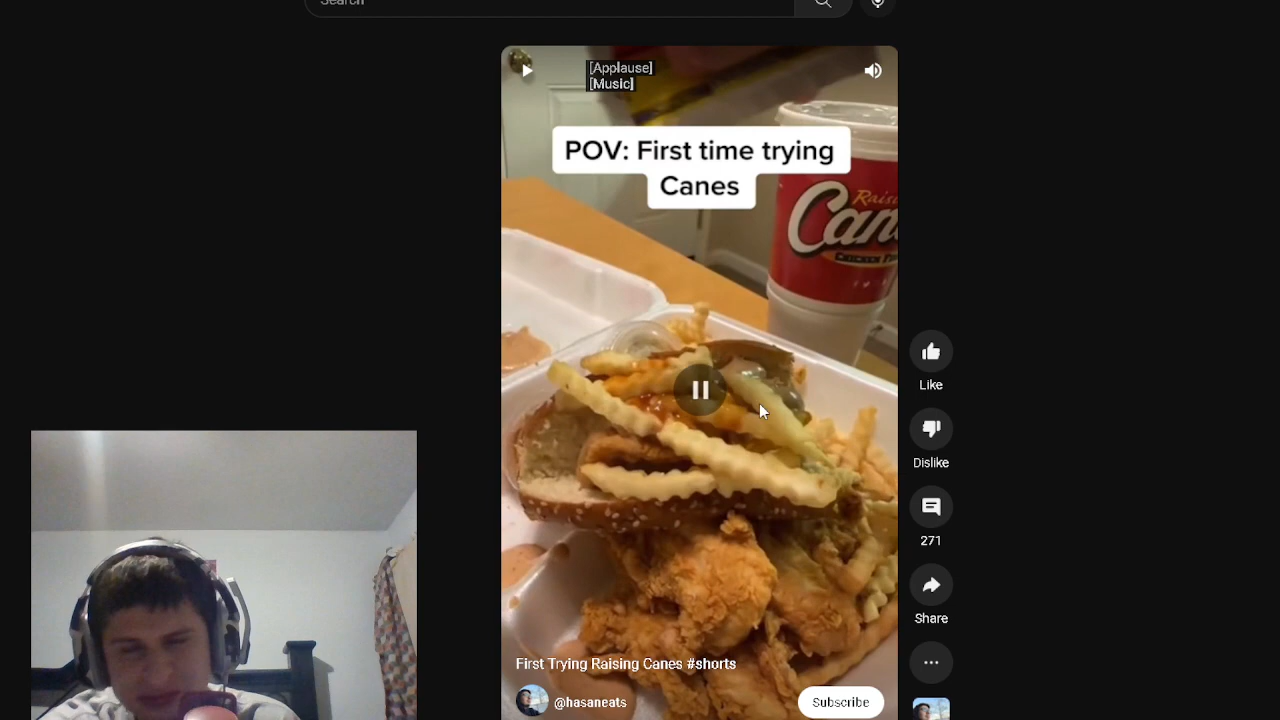 Search
[Applause]
[Music]
POV: First time trying
Canes
CHICKEN
Like
Dislike
271
Share
First Trying Raising Canes #shorts
@hasaneats
Subscribe